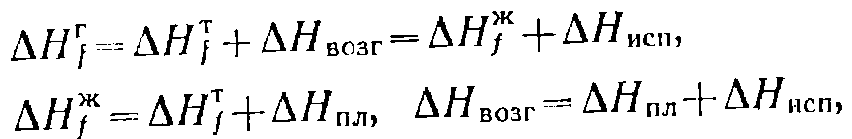 ΔH_f^г = ΔH_f^т + ΔH_возг = ΔH_f^ж + ΔH_исп,
ΔH_f^ж = ΔH_f^т + ΔH_пл, ΔH_возг = ΔH_пл + ΔH_исп,